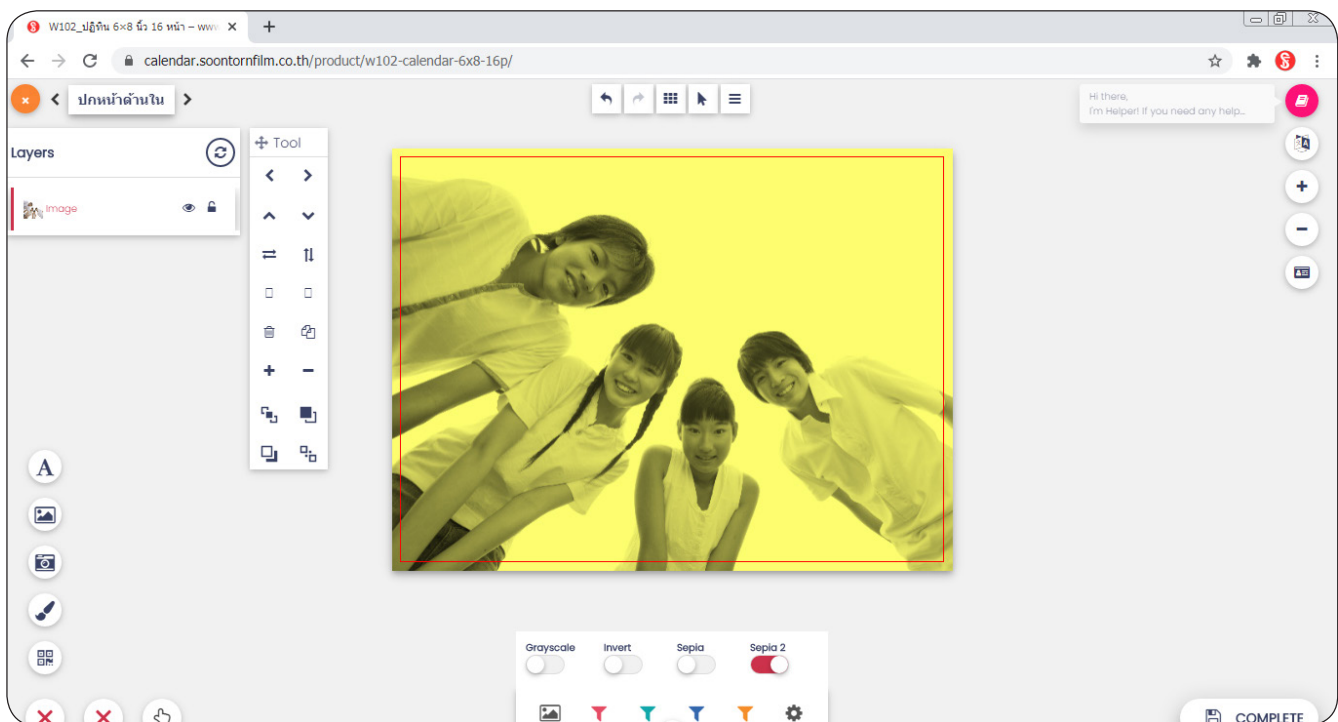 W102_ปฏิทิน 6×8 นิ้ว 16 หน้า – www
calendar.soontornfilm.co.th/product/w102-calendar-6x8-16p/
ปกหน้าด้านใน
Hi there,
I'm Helper! If you need any help...
Layers
Tool
Image
Grayscale
Invert
Sepia
Sepia 2
COMPLETE